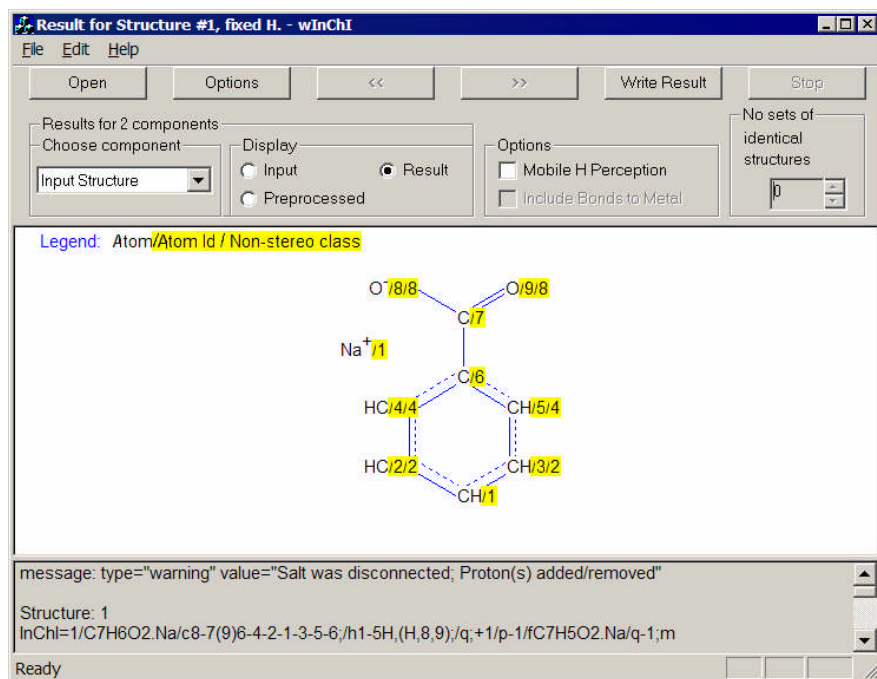 Result for Structure #1, fixed H. - wInChI
File Edit Help
Open Options << >> Write Result Stop
Results for 2 components
Choose component
Input Structure
Display
Input
Result
Preprocessed
Options
Mobile H Perception
Include Bonds to Metal
No sets of
identical
structures
0
Legend: Atom/Atom Id / Non-stereo class
O-/8/8 O/9/8
C/7
Na+/1
C/6
HC/4/4 CH/5/4
HC/2/2 CH/3/2
CH/1
message: type="warning" value="Salt was disconnected; Proton(s) added/removed"
Structure: 1
InChI=1/C7H6O2.Na/c8-7(9)6-4-2-1-3-5-6;/h1-5H,(H,8,9);/q;+1/p-1/fC7H5O2.Na/q-1;m
Ready